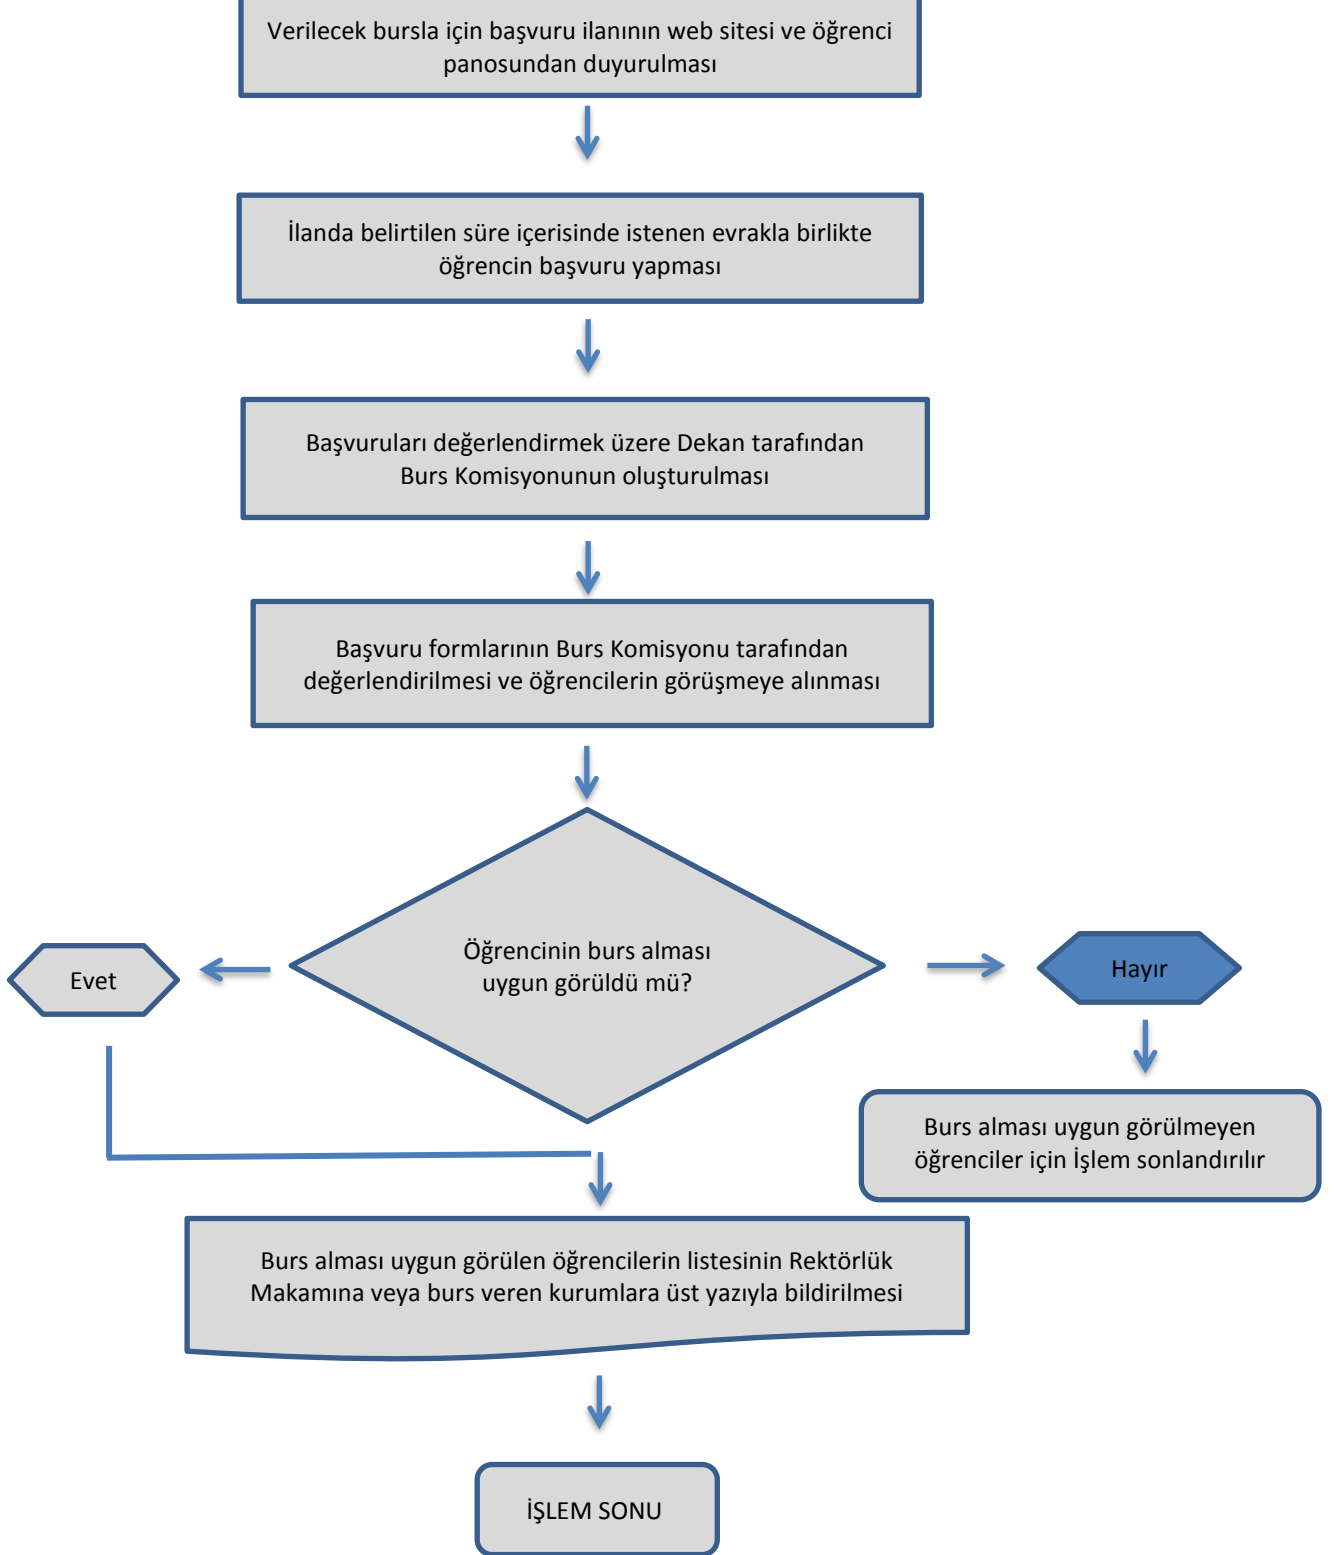 Verilecek bursla için başvuru ilanının web sitesi ve öğrenci
panosundan duyurulması
İlanda belirtilen süre içerisinde istenen evrakla birlikte
öğrencin başvuru yapması
Başvuruları değerlendirmek üzere Dekan tarafından
Burs Komisyonunun oluşturulması
Başvuru formlarının Burs Komisyonu tarafından
değerlendirilmesi ve öğrencilerin görüşmeye alınması
Öğrencinin burs alması
uygun görüldü mü?
Evet
Hayır
Burs alması uygun görülmeyen
öğrenciler için İşlem sonlandırılır
Burs alması uygun görülen öğrencilerin listesinin Rektörlük
Makamına veya burs veren kurumlara üst yazıyla bildirilmesi
İŞLEM SONU